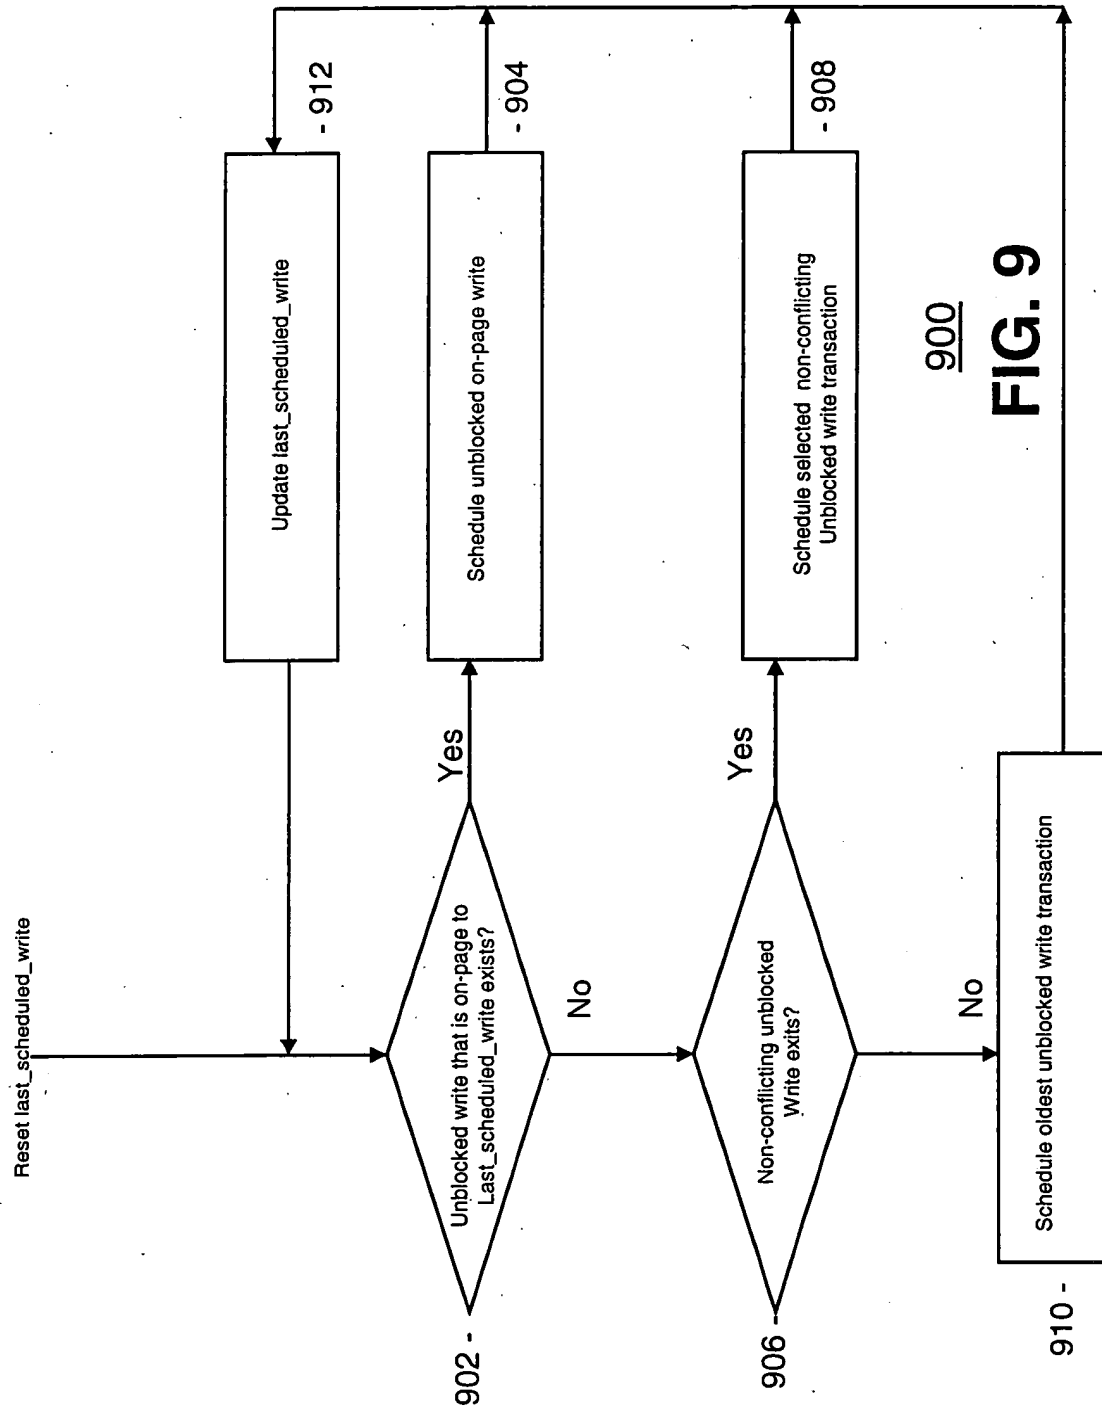 Reset last_scheduled_write
Update last_scheduled_write
- 912
Unblocked write that is on-page to
Last_scheduled_write exists?
902 -
Yes
Schedule unblocked on-page write
- 904
No
Non-conflicting unblocked
Write exits?
906 -
Yes
Schedule selected non-conflicting
Unblocked write transaction
- 908
No
Schedule oldest unblocked write transaction
910 -
900
FIG. 9